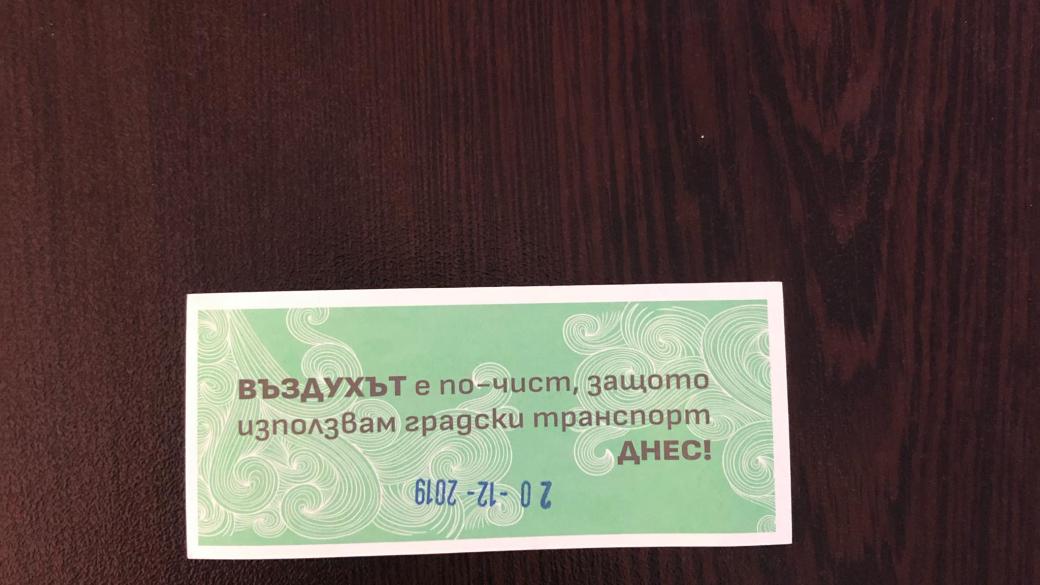 ВЪЗДУХЪТ е по-чист, защото
използвам градски транспорт
ДНЕС!
20-12-2019